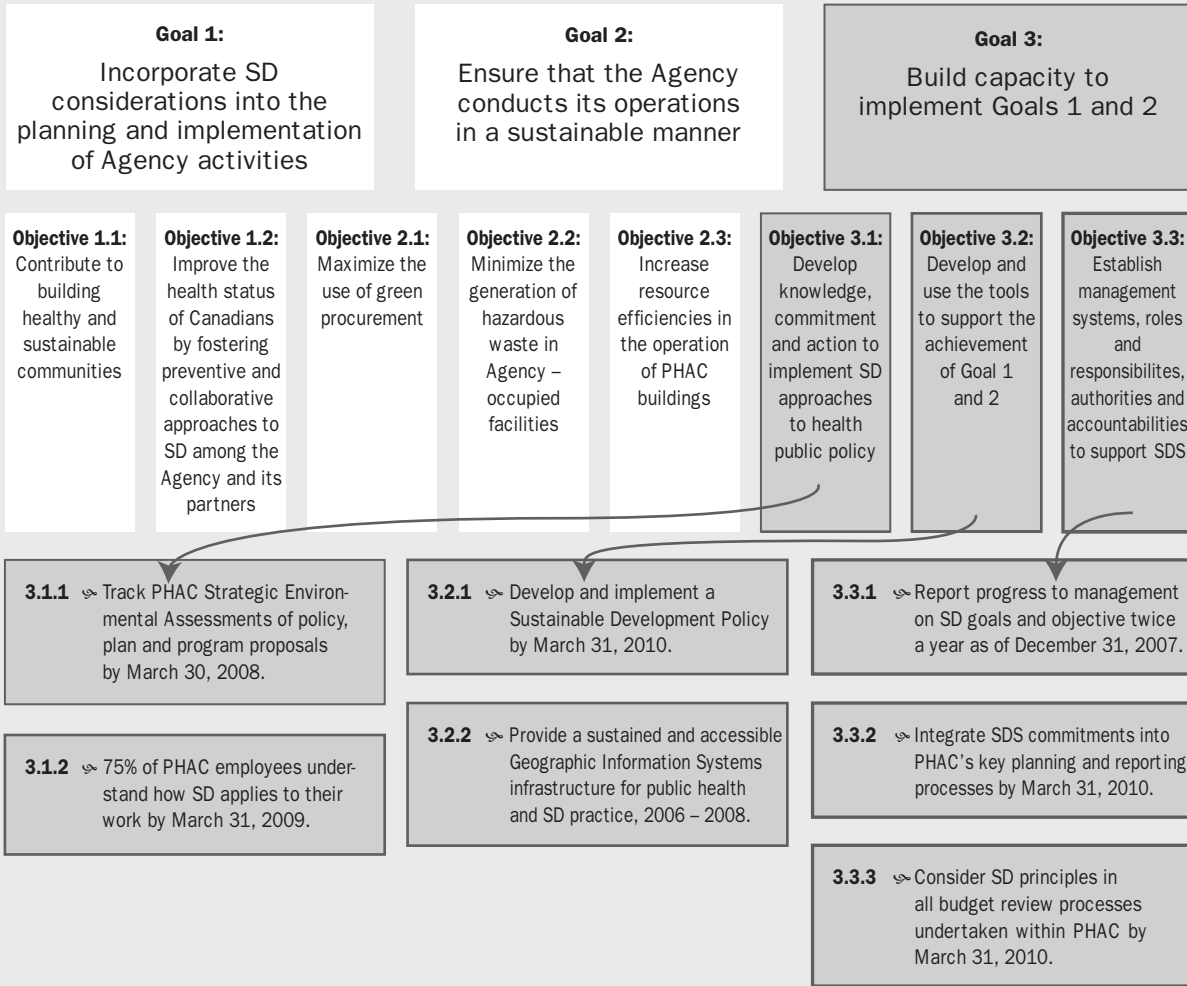 Goal 1:
Incorporate SD
considerations into the
planning and implementation
of Agency activities
Goal 2:
Ensure that the Agency
conducts its operations
in a sustainable manner
Goal 3:
Build capacity to
implement Goals 1 and 2
Objective 1.1:
Contribute to
building
healthy and
sustainable
communities
Objective 1.2:
Improve the
health status
of Canadians
by fostering
preventive and
collaborative
approaches to
SD among the
Agency and its
partners
Objective 2.1:
Maximize the
use of green
procurement
Objective 2.2:
Minimize the
generation of
hazardous
waste in
Agency –
occupied
facilities
Objective 2.3:
Increase
resource
efficiencies in
the operation
of PHAC
buildings
Objective 3.1:
Develop
knowledge,
commitment
and action to
implement SD
approaches
to health
public policy
Objective 3.2:
Develop and
use the tools
to support the
achievement
of Goal 1
and 2
Objective 3.3:
Establish
management
systems, roles
and
responsibilites,
authorities and
accountabilities
to support SDS
3.1.1 Track PHAC Strategic Environ-
mental Assessments of policy,
plan and program proposals
by March 30, 2008.
3.1.2 75% of PHAC employees under-
stand how SD applies to their
work by March 31, 2009.
3.2.1 Develop and implement a
Sustainable Development Policy
by March 31, 2010.
3.2.2 Provide a sustained and accessible
Geographic Information Systems
infrastructure for public health
and SD practice, 2006 – 2008.
3.3.1 Report progress to management
on SD goals and objective twice
a year as of December 31, 2007.
3.3.2 Integrate SDS commitments into
PHAC's key planning and reporting
processes by March 31, 2010.
3.3.3 Consider SD principles in
all budget review processes
undertaken within PHAC by
March 31, 2010.